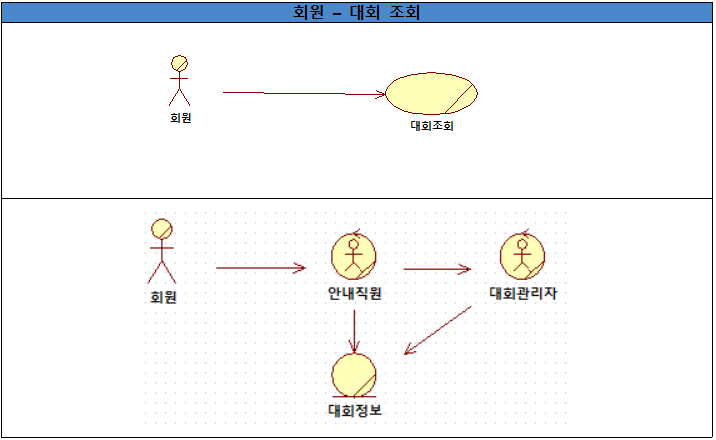 회원 – 대회 조회
회원
대회조회
회원
안내직원
대회관리자
대회정보